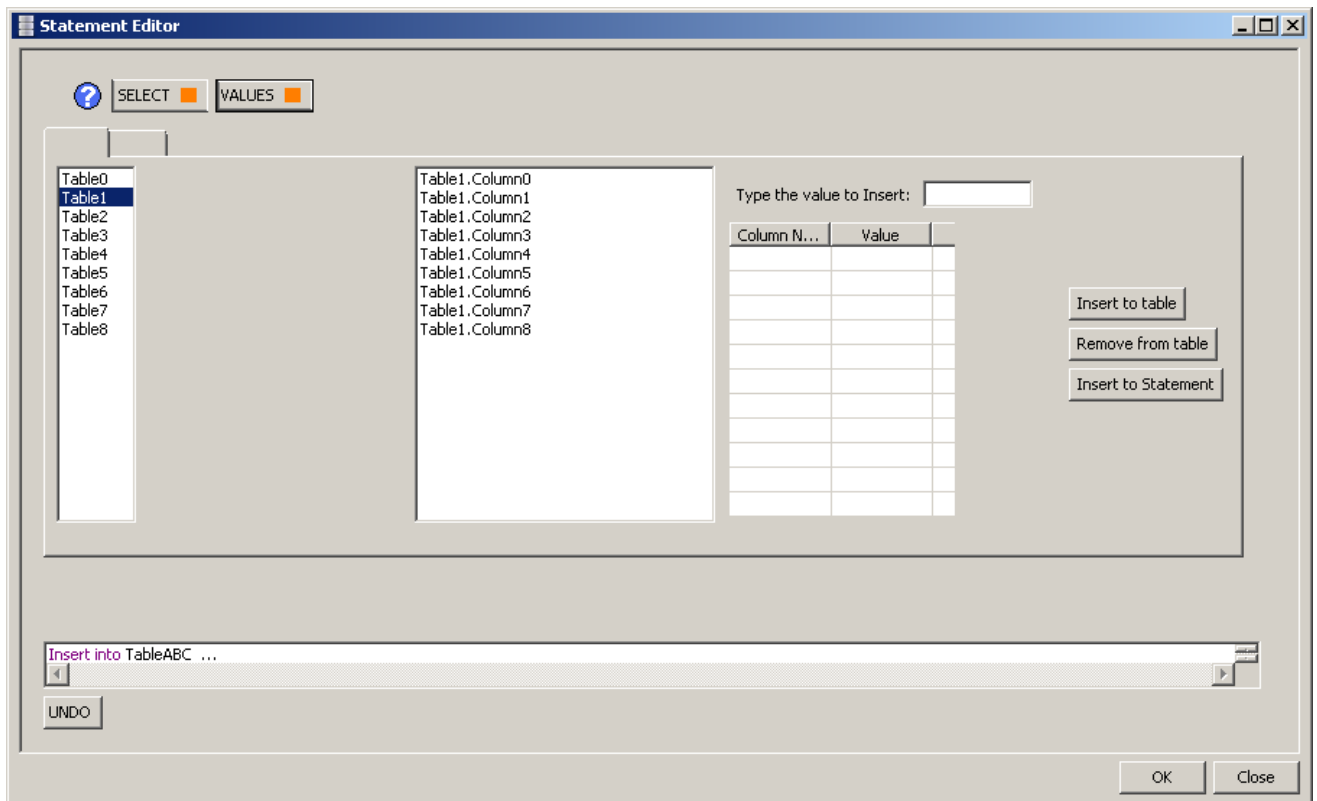 Statement Editor
SELECT VALUES
Table0
Table1
Table2
Table3
Table4
Table5
Table6
Table7
Table8
Table1.Column0
Table1.Column1
Table1.Column2
Table1.Column3
Table1.Column4
Table1.Column5
Table1.Column6
Table1.Column7
Table1.Column8
Type the value to Insert:
Column N... Value
Insert to table
Remove from table
Insert to Statement
Insert into TableABC ...
UNDO
OK Close